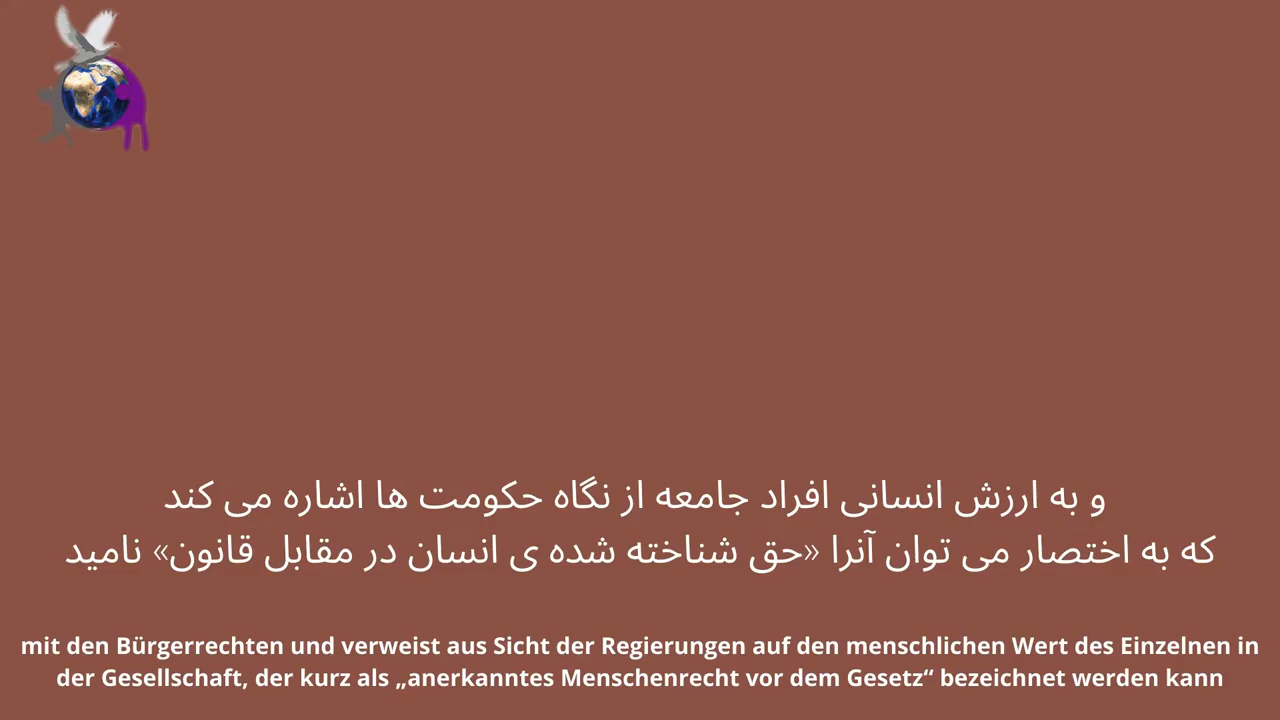 و به ارزش انسانی افراد جامعه از نگاه حکومت ها اشاره می کند
که به اختصار می توان آنرا «حق شناخته شده ی انسان در مقابل قانون» نامید
mit den Bürgerrechten und verweist aus Sicht der Regierungen auf den menschlichen Wert des Einzelnen in
der Gesellschaft, der kurz als „anerkanntes Menschenrecht vor dem Gesetz“ bezeichnet werden kann